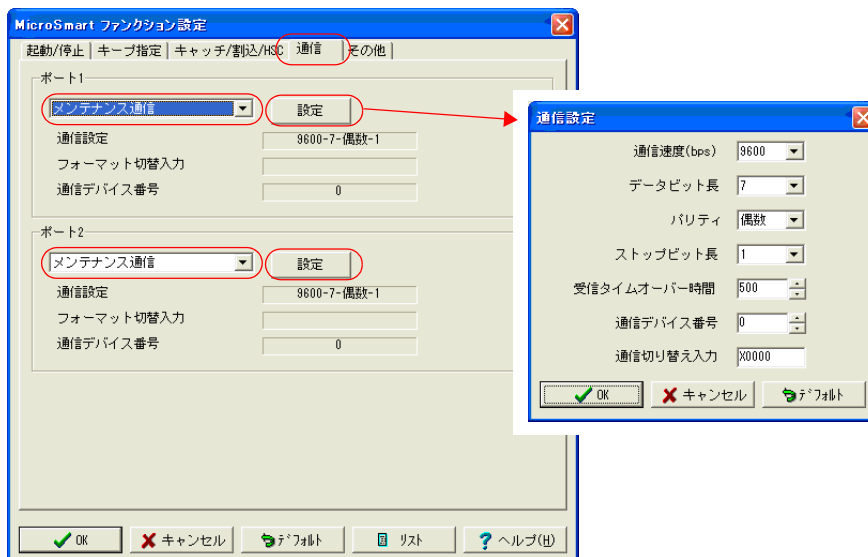 MicroSmart ファンクション設定
起動/停止 キープ指定 キャッチ/割込/HSC 通信 その他
ポート1
メンテナンス通信 設定
通信設定 9600-7-偶数-1
フォーマット切替入力
通信デバイス番号 0
ポート2
メンテナンス通信 設定
通信設定 9600-7-偶数-1
フォーマット切替入力
通信デバイス番号 0
OK キャンセル デフォルト リスト ヘルプ(H)
通信設定
通信速度(bps) 9600
データビット長 7
パリティ 偶数
ストップビット長 1
受信タイムオーバー時間 500
通信デバイス番号 0
通信切り替え入力 X0000
OK キャンセル デフォルト